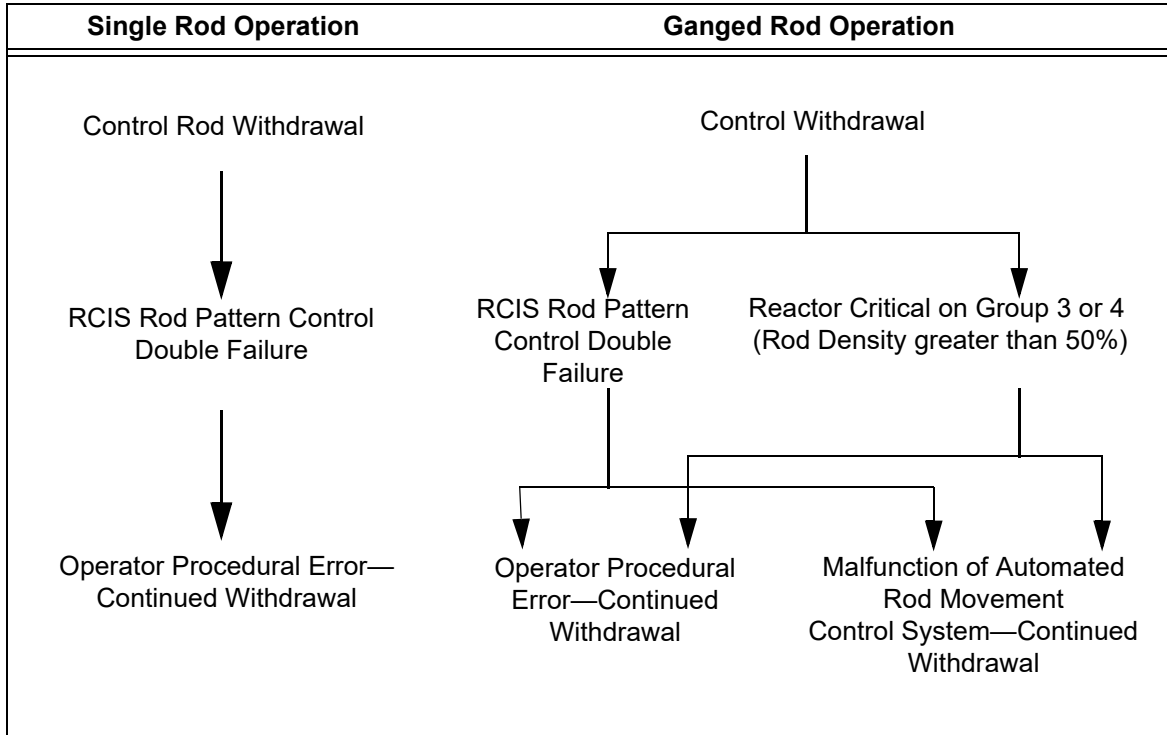 Single Rod Operation
Ganged Rod Operation
Control Rod Withdrawal
Control Withdrawal
RCIS Rod Pattern Control
Double Failure
RCIS Rod Pattern
Control Double
Failure
Reactor Critical on Group 3 or 4
(Rod Density greater than 50%)
Operator Procedural Error—
Continued Withdrawal
Operator Procedural
Error—Continued
Withdrawal
Malfunction of Automated
Rod Movement
Control System—Continued
Withdrawal